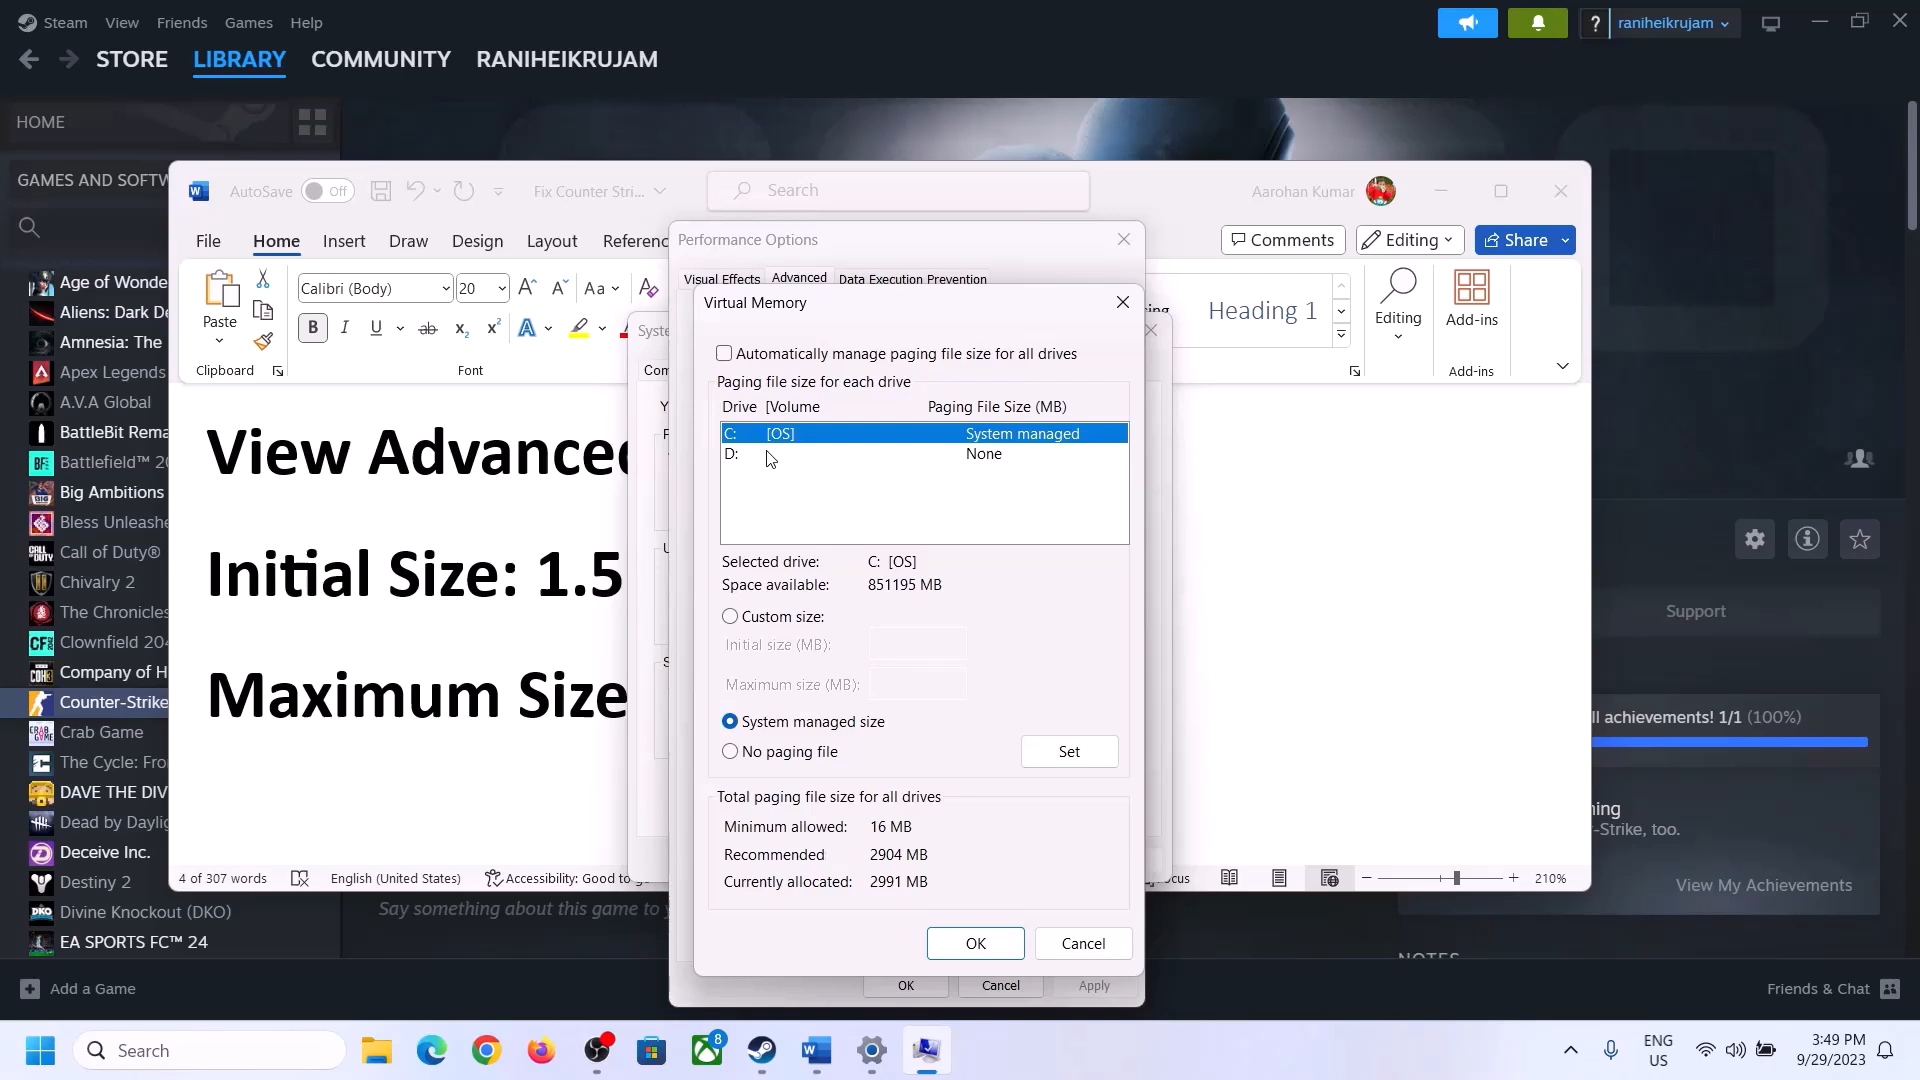 Steam View Friends Games Help
raniheikrujam
STORE LIBRARY COMMUNITY RANIHEIKRUJAM
HOME
GAMES AND SOFTW
Age of Wonde
Aliens: Dark De
Amnesia: The
Apex Legends
A.V.A Global
BattleBit Rema
Battlefield™ 20
Big Ambitions
Bless Unleashe
Call of Duty®
Chivalry 2
The Chronicles
Clownfield 204
Company of H
Counter-Strike
Crab Game
The Cycle: Fro
DAVE THE DIV
Dead by Daylig
Deceive Inc.
Destiny 2
Divine Knockout (DKO)
EA SPORTS FC™ 24
Add a Game
AutoSave Off
Fix Counter Stri...
Search
Aarohan Kumar
File Home Insert Draw Design Layout Referenc
Comments Editing Share
Paste
Clipboard
Calibri (Body) 20
Font
Heading 1
Editing
Add-ins
Add-ins
View Advanced
Initial Size: 1.5
Maximum Size
4 of 307 words English (United States) Accessibility: Good to g
ocus
210%
Performance Options
Visual Effects Advanced Data Execution Prevention
Syste
Com
Virtual Memory
Automatically manage paging file size for all drives
Paging file size for each drive
Drive [Volume Paging File Size (MB)
C: [OS] System managed
D: None
Selected drive: C: [OS]
Space available: 851195 MB
Custom size:
Initial size (MB):
Maximum size (MB):
System managed size
No paging file
Set
Total paging file size for all drives
Minimum allowed: 16 MB
Recommended 2904 MB
Currently allocated: 2991 MB
OK Cancel
OK Cancel Apply
Support
ll achievements! 1/1 (100%)
ning
-Strike, too.
View My Achievements
Say something about this game to y
NOTES
Friends & Chat
Search
8
ENG
US
3:49 PM
9/29/2023